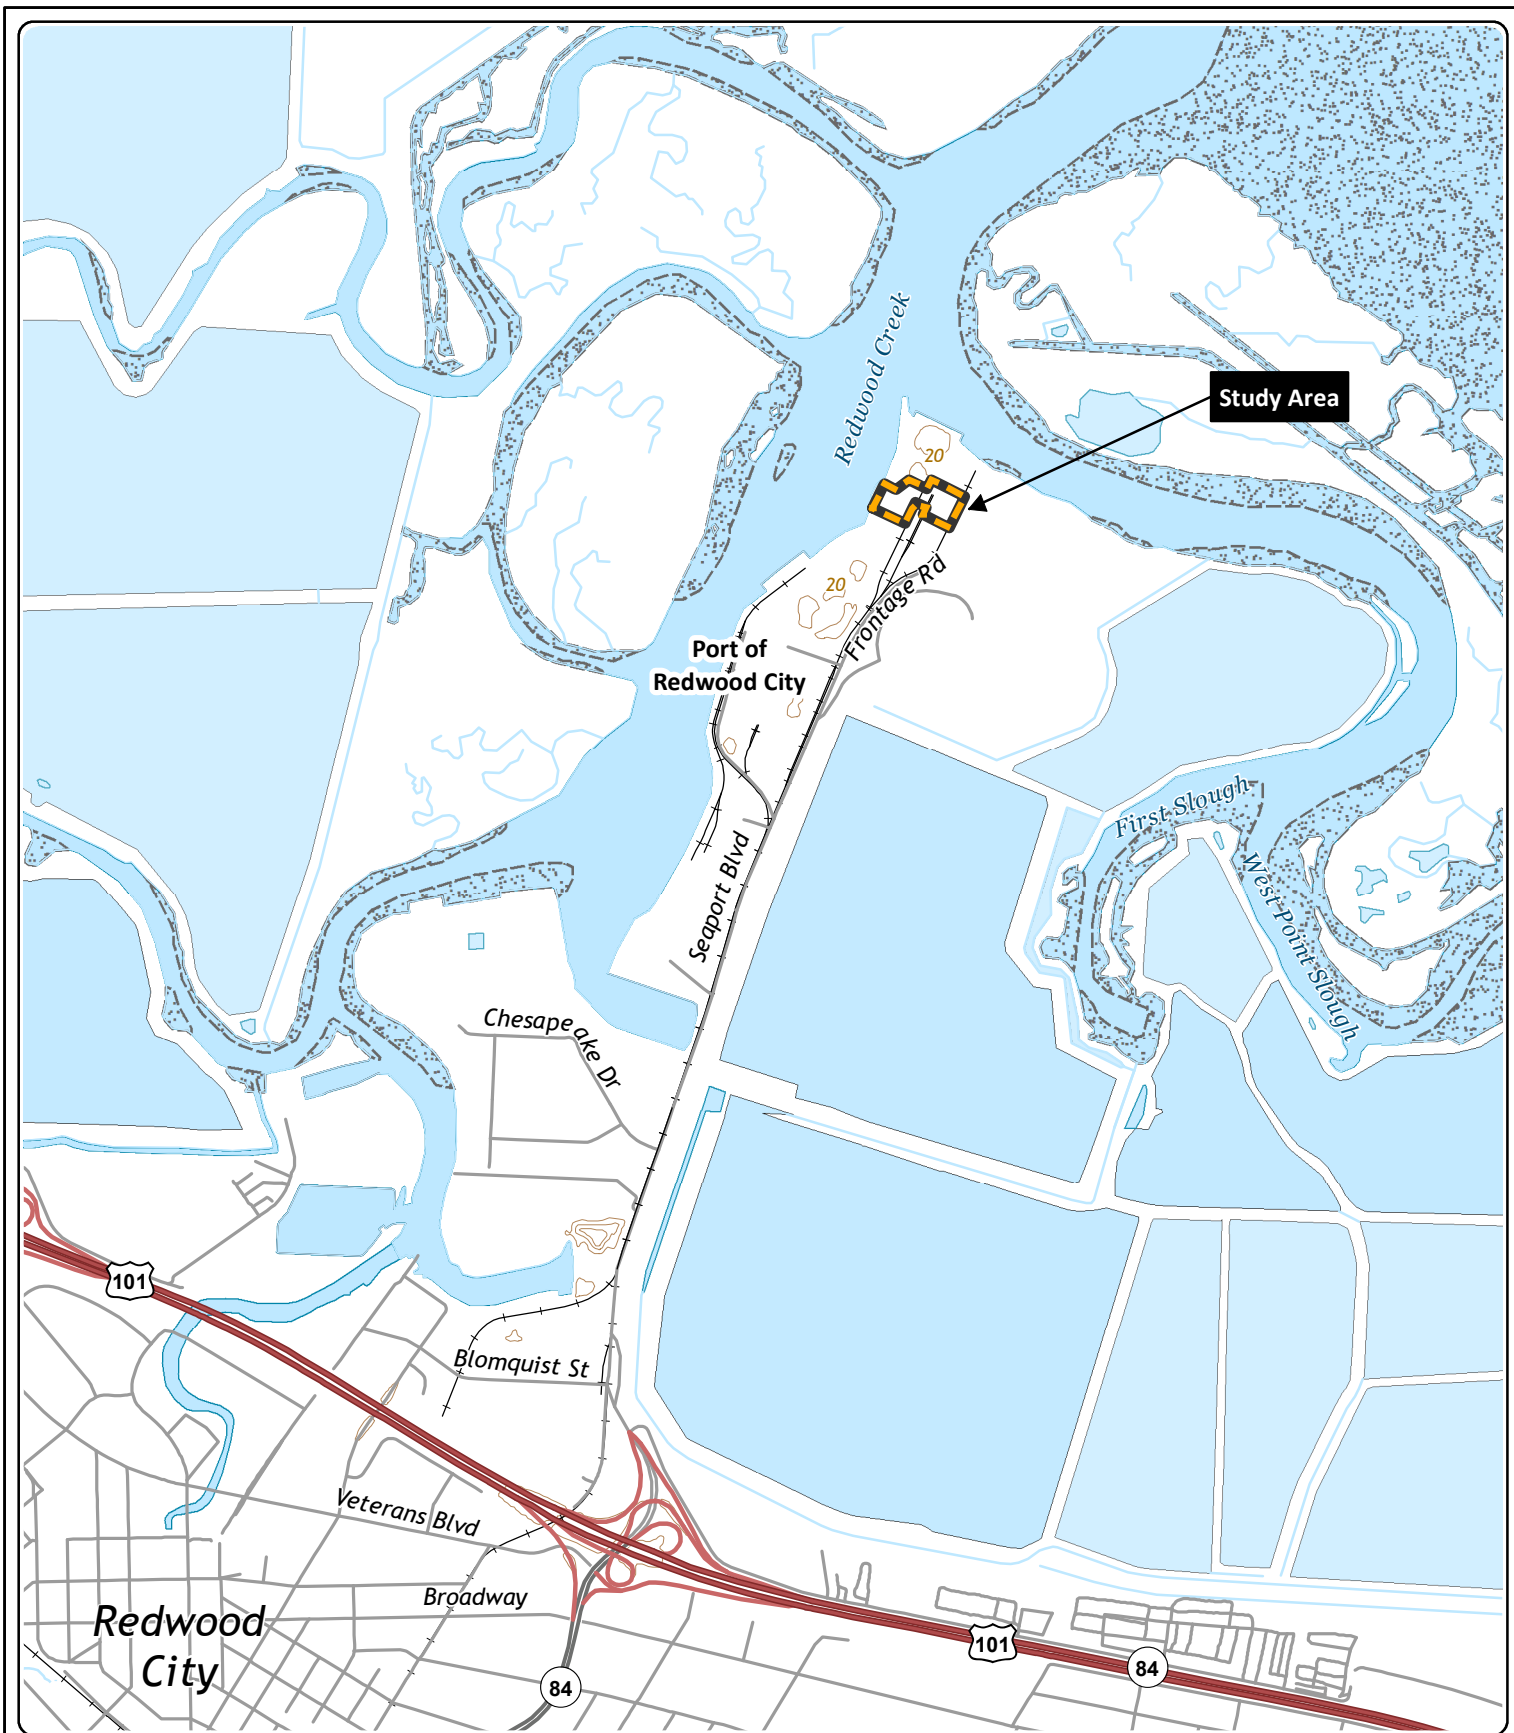 Redwood Creek
Study Area
20
20
Frontage Rd
Port of
Redwood City
First Slough
Seaport Blvd
West Point Slough
Chesapeake Dr
101
Blomquist St
Veterans Blvd
Broadway
Redwood
City
101
84
84